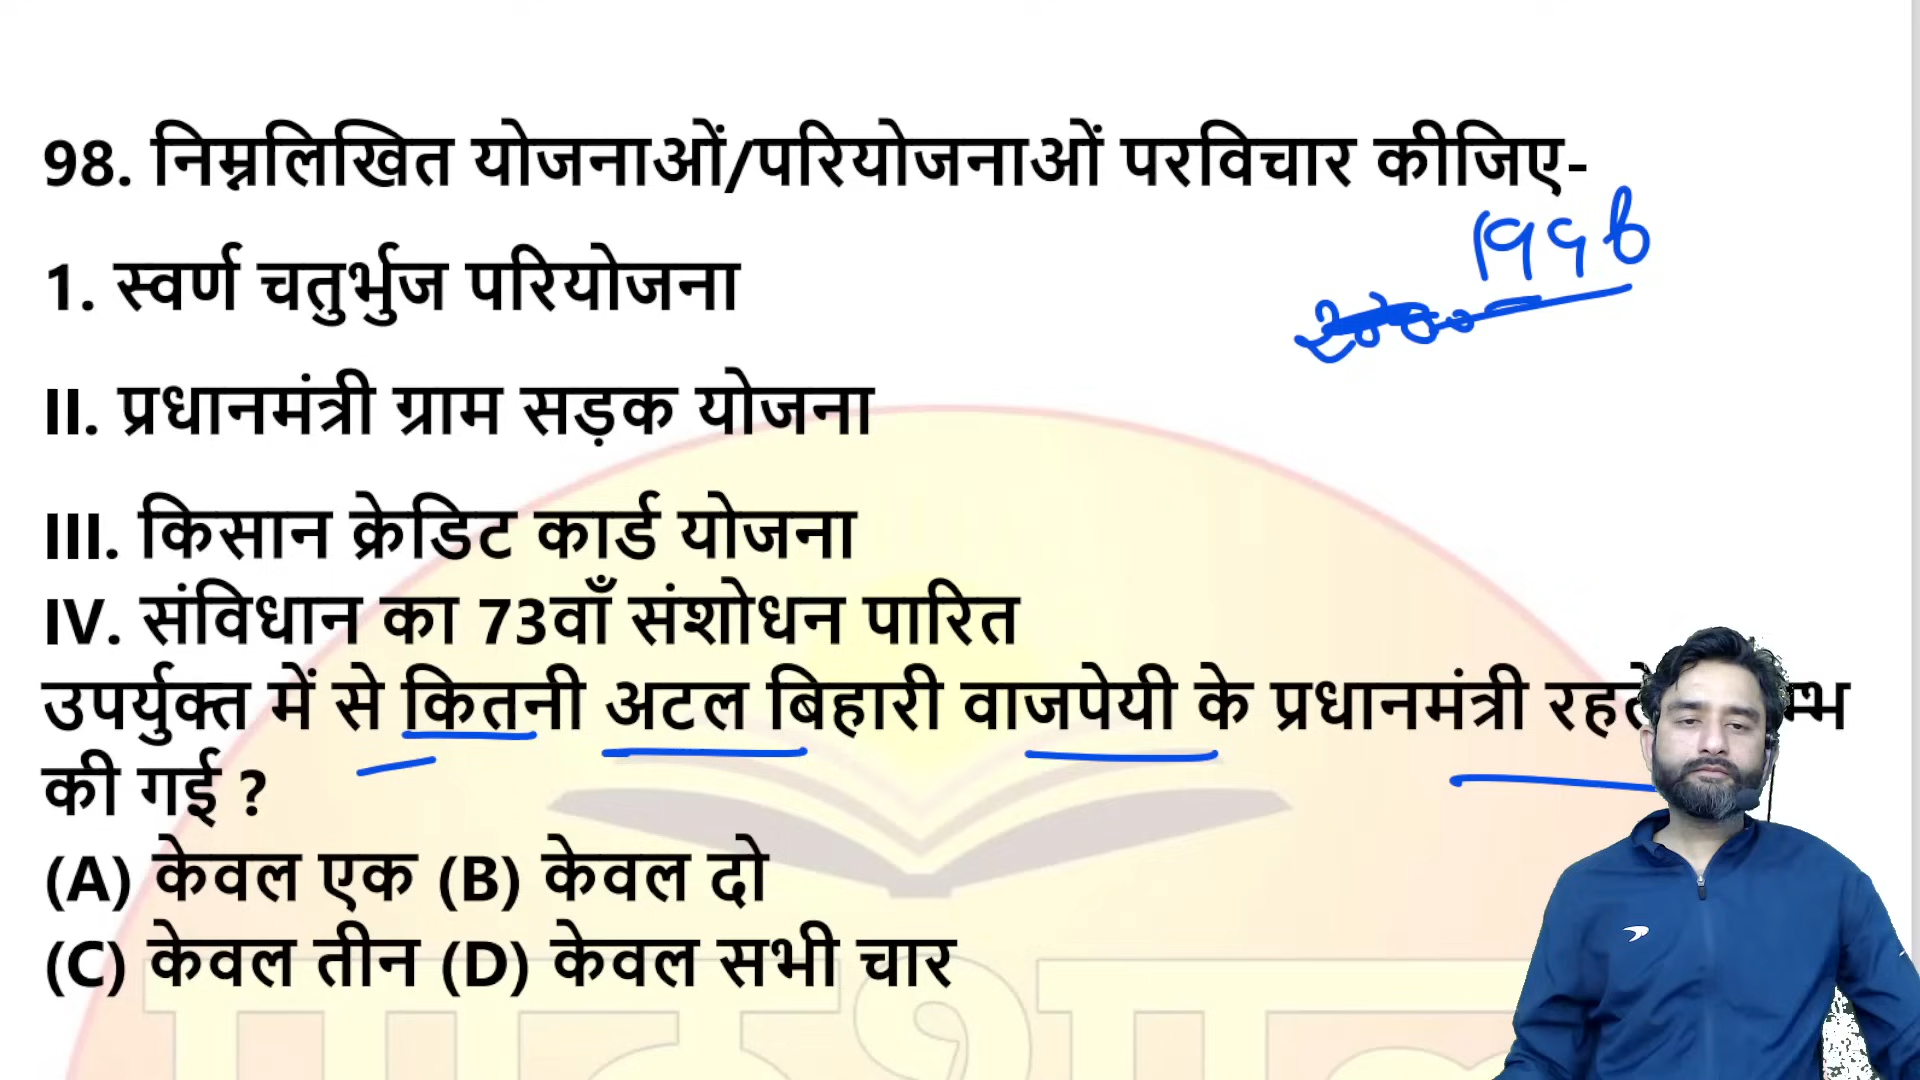 98. निम्नलिखित योजनाओं/परियोजनाओं परविचार कीजिए-
1. स्वर्ण चतुर्भुज परियोजना
II. प्रधानमंत्री ग्राम सड़क योजना
III. किसान क्रेडिट कार्ड योजना
IV. संविधान का 73वाँ संशोधन पारित
उपर्युक्त में से कितनी अटल बिहारी वाजपेयी के प्रधानमंत्री रहते
की गई ?
(A) केवल एक (B) केवल दो
(C) केवल तीन (D) केवल सभी चार